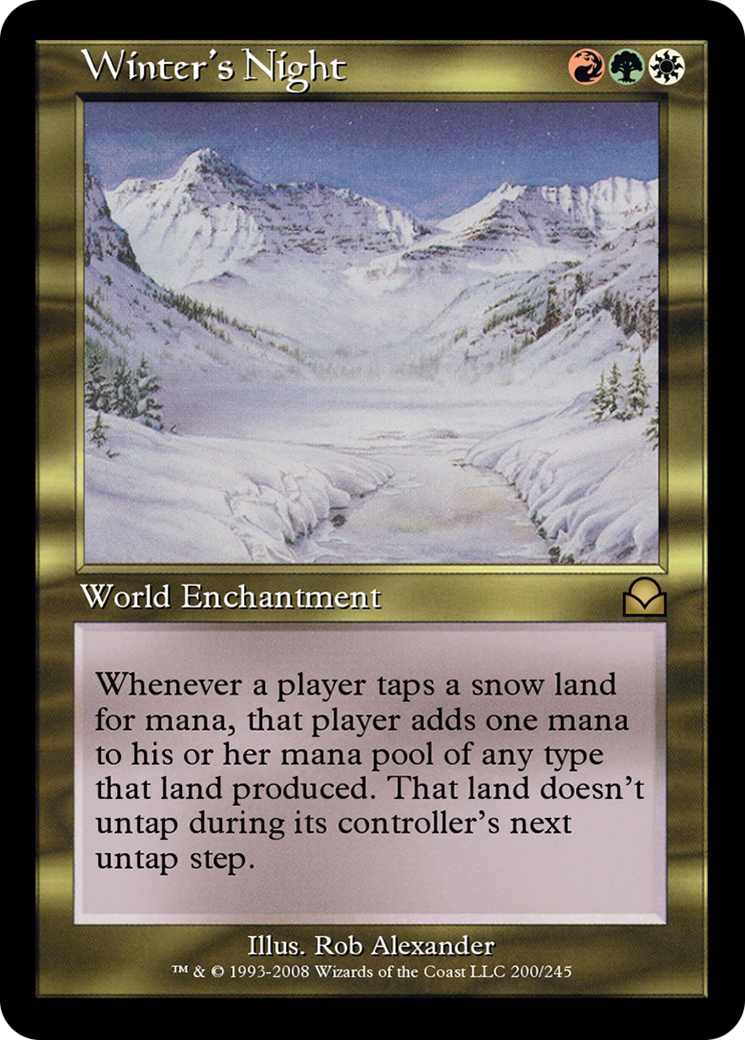 Winter's Night
World Enchantment
Whenever a player taps a snow land
for mana, that player adds one mana
to his or her mana pool of any type
that land produced. That land doesn't
untap during its controller's next
untap step.
Illus. Rob Alexander
™ & © 1993-2008 Wizards of the Coast LLC 200/245